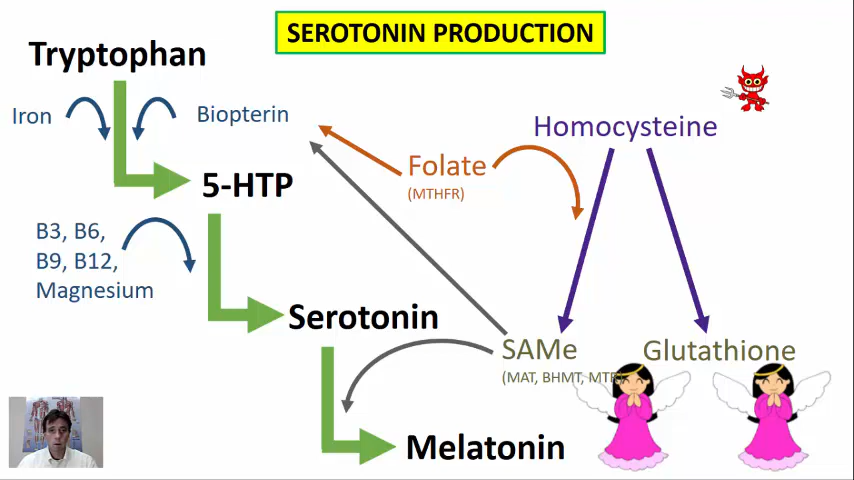 SEROTONIN PRODUCTION
Tryptophan
Iron
Biopterin
Homocysteine
Folate
(MTHFR)
5-HTP
B3, B6,
B9, B12,
Magnesium
Serotonin
SAMe
(MAT, BHMT, MTR)
Glutathione
Melatonin